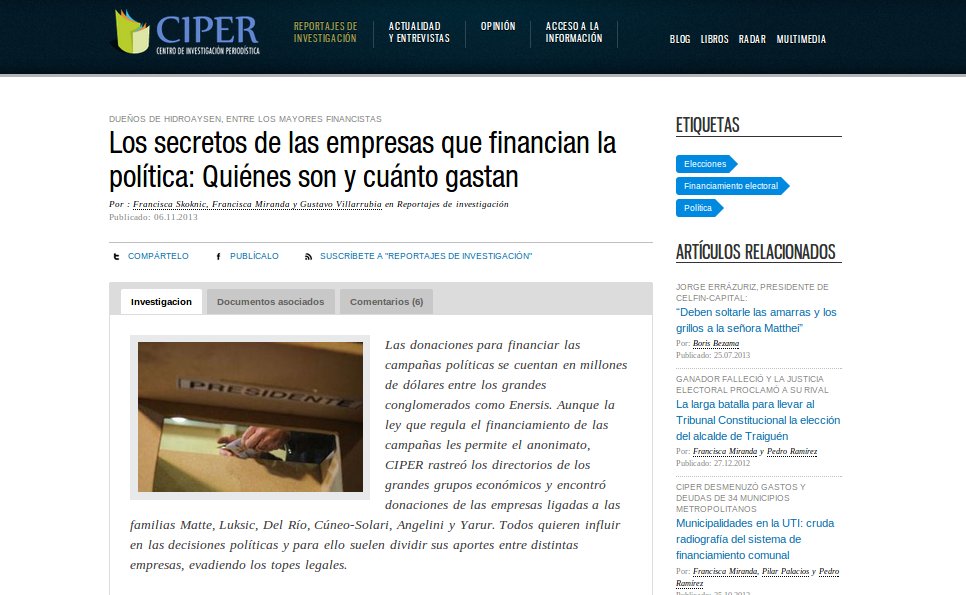 CIPER
CENTRO DE INVESTIGACIÓN PERIODÍSTICA
REPORTAJES DE
INVESTIGACIÓN
ACTUALIDAD
Y ENTREVISTAS
OPINIÓN
ACCESO A LA
INFORMACIÓN
BLOG LIBROS RADAR MULTIMEDIA
DUEÑOS DE HIDROAYSEN, ENTRE LOS MAYORES FINANCISTAS
Los secretos de las empresas que financian la
política: Quiénes son y cuánto gastan
Por : Francisca Skoknic, Francisca Miranda y Gustavo Villarrubia en Reportajes de investigación
Publicado: 06.11.2013
COMPÁRTELO PUBLÍCALO SUSCRÍBETE A "REPORTAJES DE INVESTIGACIÓN"
Investigacion Documentos asociados Comentarios (6)
PRESIDENTE
Las donaciones para financiar las
campañas políticas se cuentan en millones
de dólares entre los grandes
conglomerados como Enersis. Aunque la
ley que regula el financiamiento de las
campañas les permite el anonimato,
CIPER rastreó los directorios de los
grandes grupos económicos y encontró
donaciones de las empresas ligadas a las
familias Matte, Luksic, Del Río, Cúneo-Solari, Angelini y Yarur. Todos quieren influir
en las decisiones políticas y para ello suelen dividir sus aportes entre distintas
empresas, evadiendo los topes legales.
ETIQUETAS
Elecciones
Financiamiento electoral
Política
ARTÍCULOS RELACIONADOS
JORGE ERRÁZURIZ, PRESIDENTE DE
CELFIN-CAPITAL:
“Deben soltarle las amarras y los
grillos a la señora Matthei”
Por: Boris Bezama
Publicado: 25.07.2013
GANADOR FALLECIÓ Y LA JUSTICIA
ELECTORAL PROCLAMÓ A SU RIVAL
La larga batalla para llevar al
Tribunal Constitucional la elección
del alcalde de Traiguén
Por: Francisca Miranda y Pedro Ramírez
Publicado: 27.12.2012
CIPER DESMENUZÓ GASTOS Y
DEUDAS DE 34 MUNICIPIOS
METROPOLITANOS
Municipalidades en la UTI: cruda
radiografía del sistema de
financiamiento comunal
Por: Francisca Miranda, Pilar Palacios y Pedro
Ramírez
Publicado: 25.10.2012